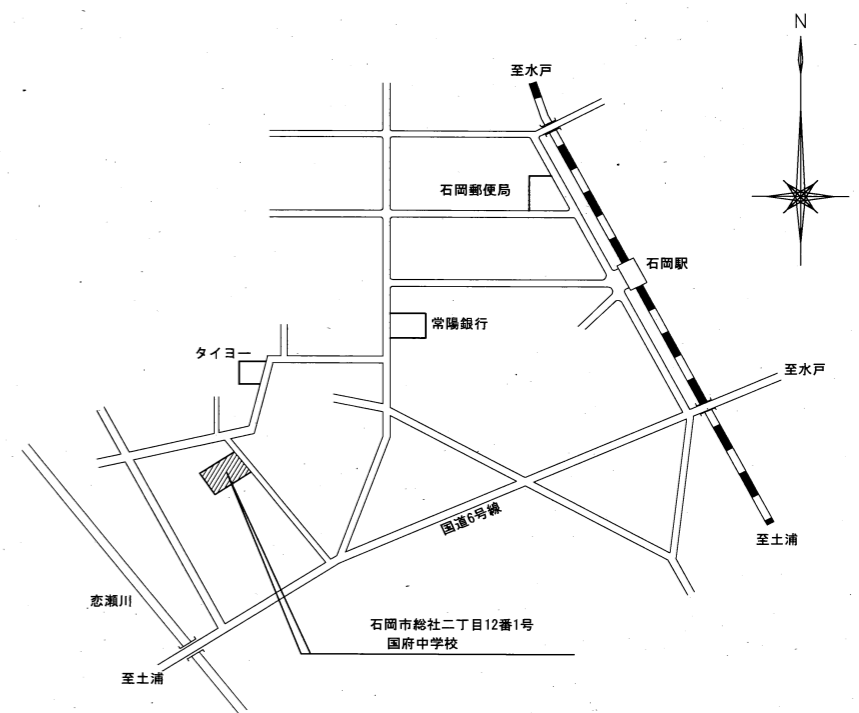 N
至水戸
石岡郵便局
石岡駅
常陽銀行
タイヨー
至水戸
国道6号線
至土浦
恋瀬川
石岡市総社二丁目12番1号
国府中学校
至土浦